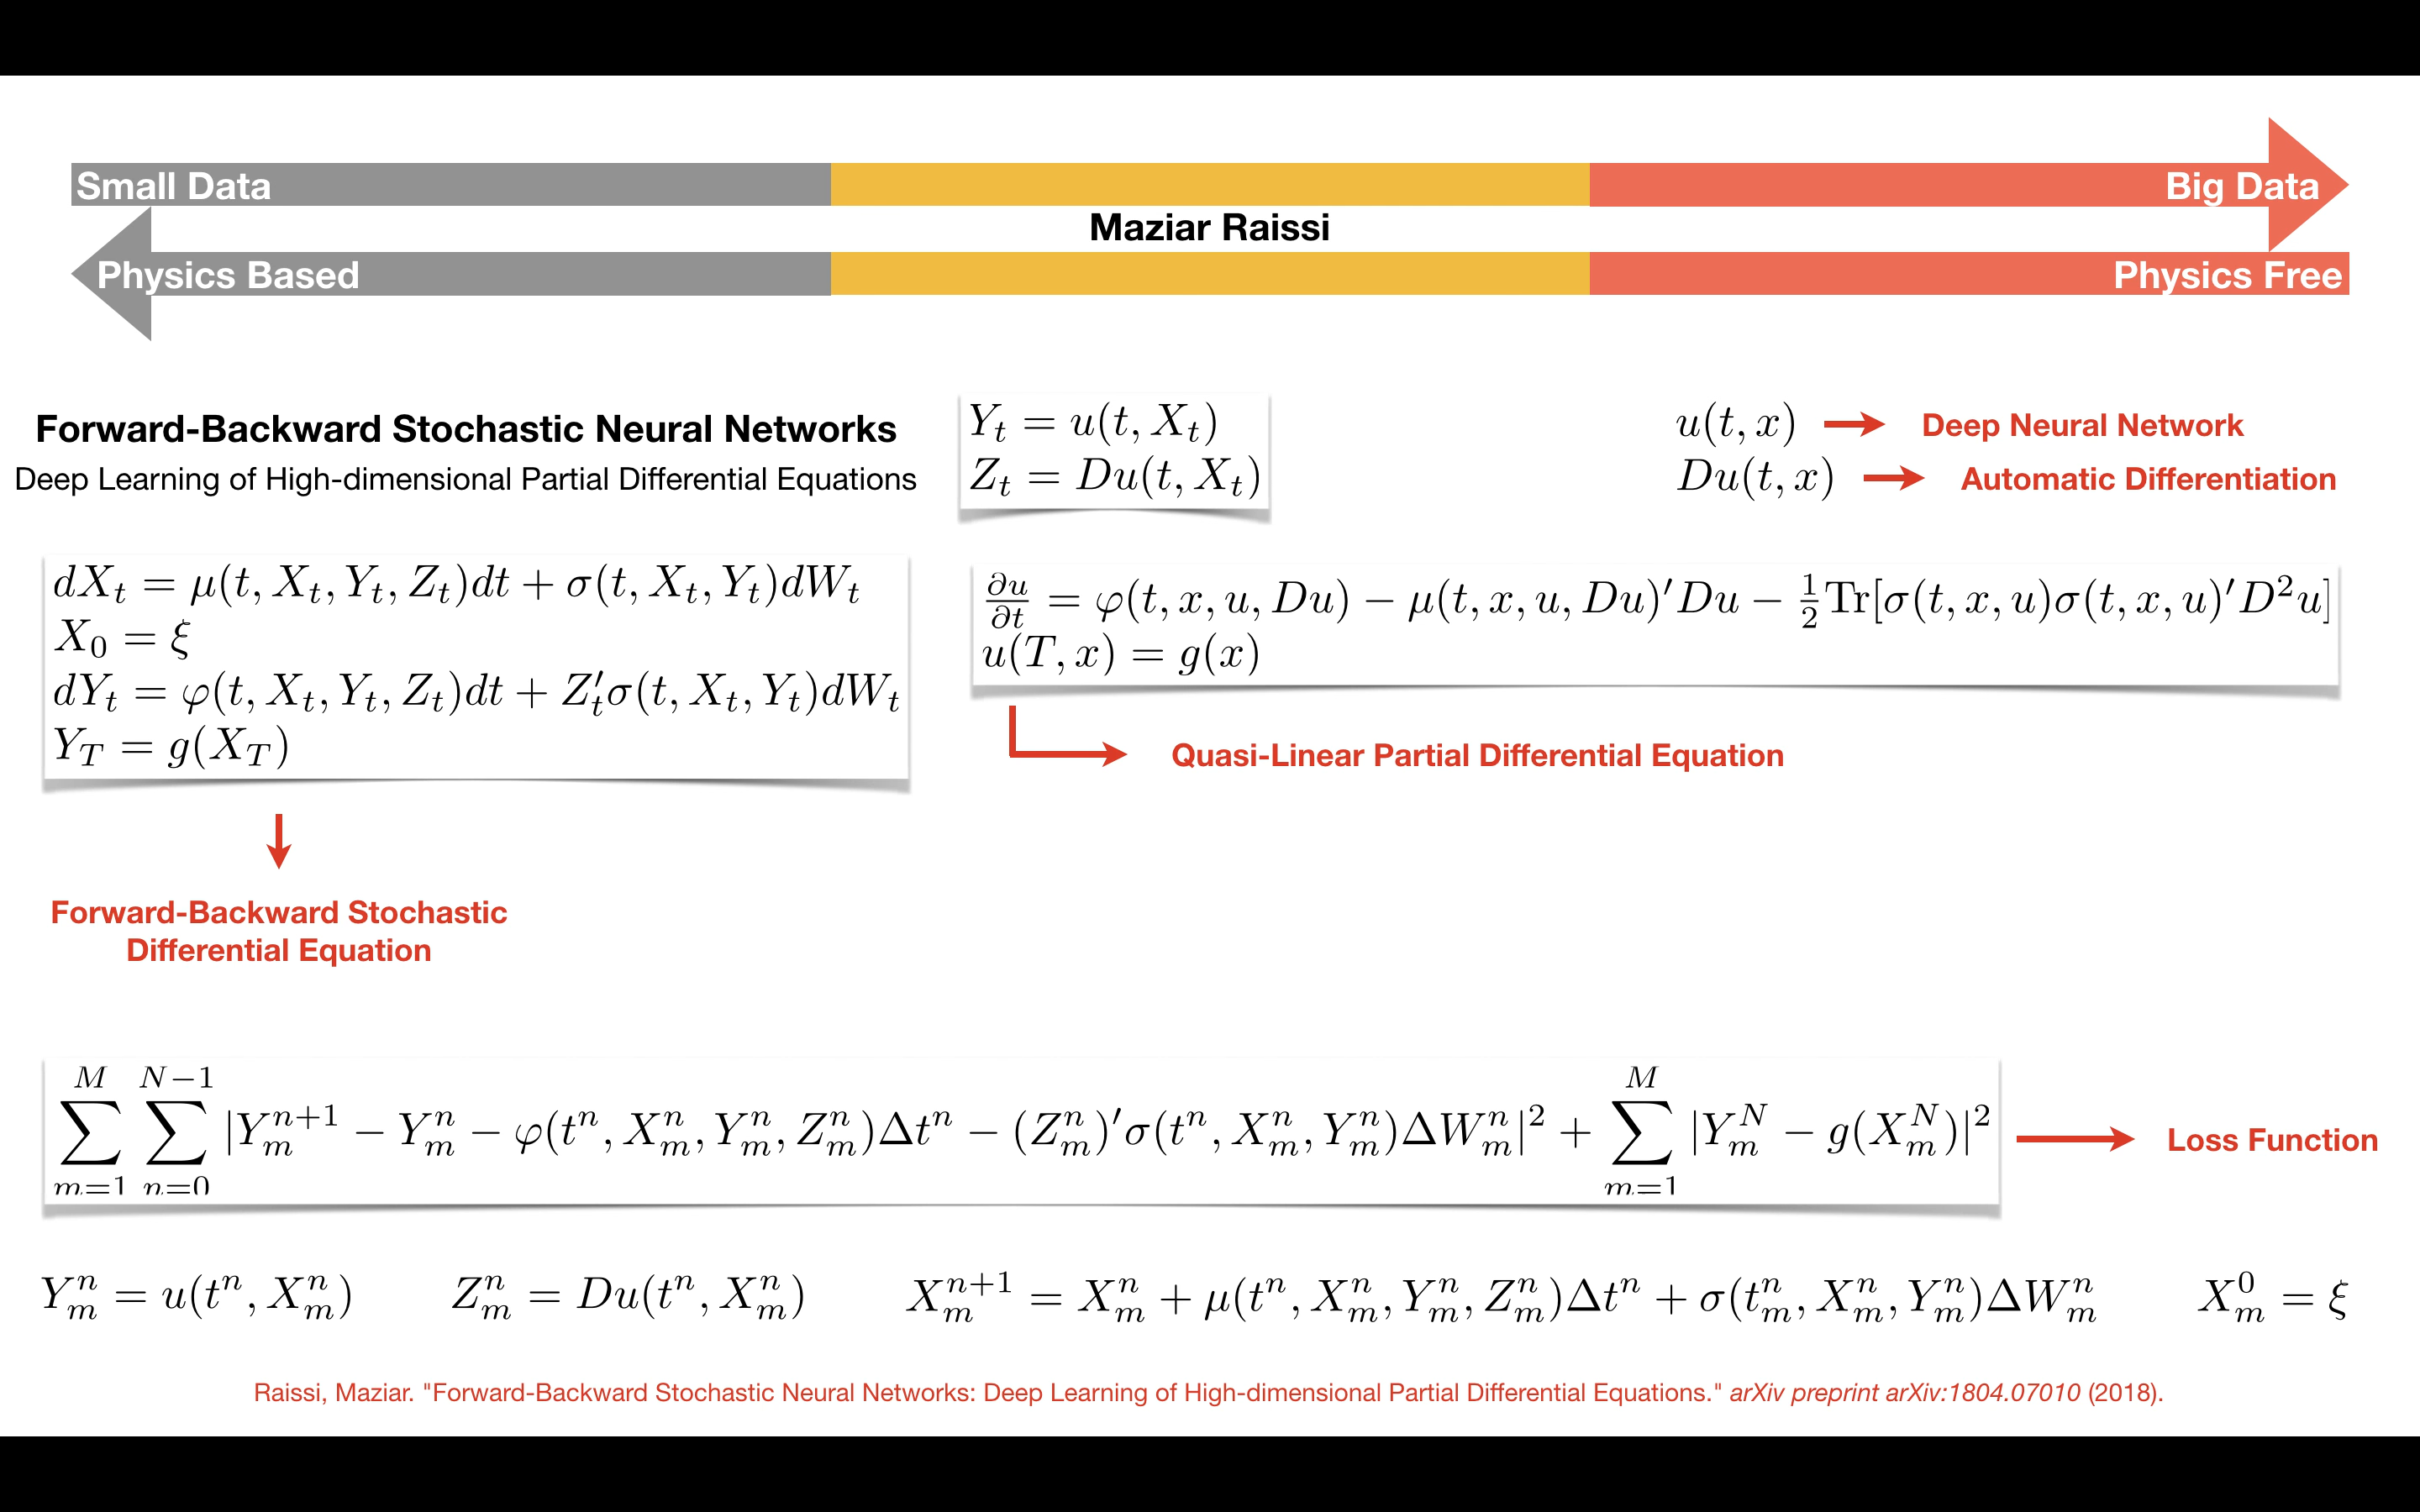 Small Data
Big Data
Maziar Raissi
Physics Based
Physics Free
Forward-Backward Stochastic Neural Networks
Deep Learning of High-dimensional Partial Differential Equations
Y_t = u(t, X_t)
Z_t = Du(t, X_t)
u(t, x) → Deep Neural Network
Du(t, x) → Automatic Differentiation
dX_t = μ(t, X_t, Y_t, Z_t)dt + σ(t, X_t, Y_t)dW_t
X_0 = ξ
dY_t = φ(t, X_t, Y_t, Z_t)dt + Z′_tσ(t, X_t, Y_t)dW_t
Y_T = g(X_T)
∂u/∂t = φ(t, x, u, Du) − μ(t, x, u, Du)′Du − ½Tr[σ(t, x, u)σ(t, x, u)′D²u]
u(T, x) = g(x)
Quasi-Linear Partial Differential Equation
Forward-Backward Stochastic
Differential Equation
∑_{m=1}^{M} ∑_{n=0}^{N−1} |Y_m^{n+1} − Y_m^n − φ(t^n, X_m^n, Y_m^n, Z_m^n)Δt^n − (Z_m^n)′σ(t^n, X_m^n, Y_m^n)ΔW_m^n|² + ∑_{m=1}^{M} |Y_m^N − g(X_m^N)|² → Loss Function
Y_m^n = u(t^n, X_m^n) Z_m^n = Du(t^n, X_m^n) X_m^{n+1} = X_m^n + μ(t^n, X_m^n, Y_m^n, Z_m^n)Δt^n + σ(t_m^n, X_m^n, Y_m^n)ΔW_m^n X_m^0 = ξ
Raissi, Maziar. "Forward-Backward Stochastic Neural Networks: Deep Learning of High-dimensional Partial Differential Equations." arXiv preprint arXiv:1804.07010 (2018).